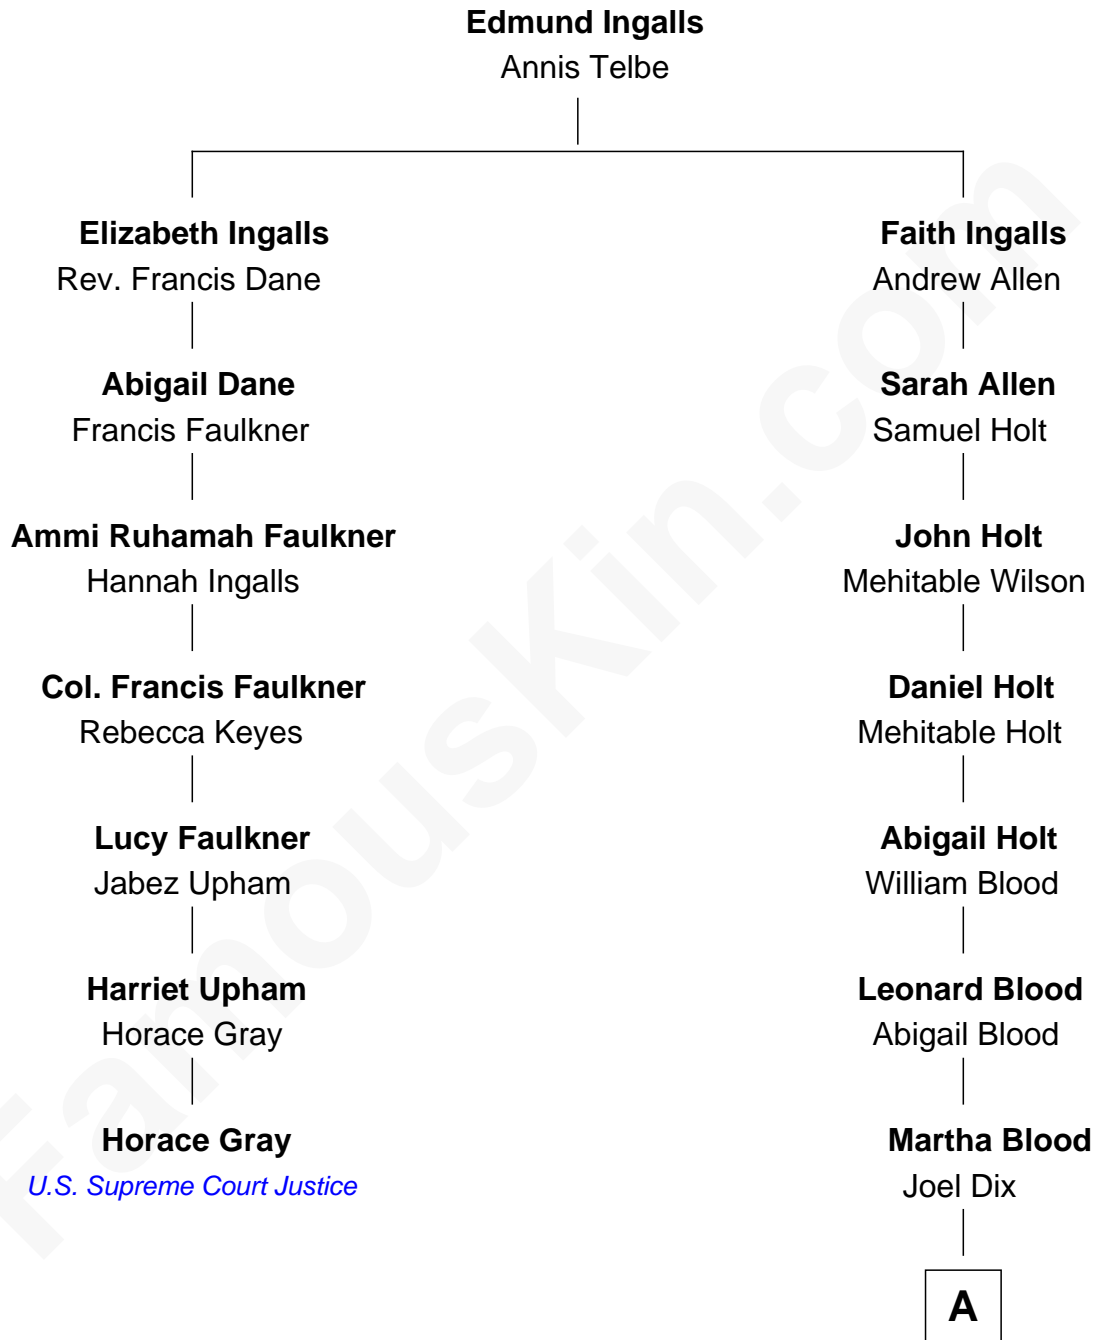 Edmund Ingalls
Annis Telbe
Elizabeth Ingalls
Rev. Francis Dane
Faith Ingalls
Andrew Allen
Abigail Dane
Francis Faulkner
Sarah Allen
Samuel Holt
Ammi Ruhamah Faulkner
Hannah Ingalls
John Holt
Mehitable Wilson
Col. Francis Faulkner
Rebecca Keyes
Daniel Holt
Mehitable Holt
Lucy Faulkner
Jabez Upham
Abigail Holt
William Blood
Harriet Upham
Horace Gray
Leonard Blood
Abigail Blood
Horace Gray
U.S. Supreme Court Justice
Martha Blood
Joel Dix
A
FamousKin.com